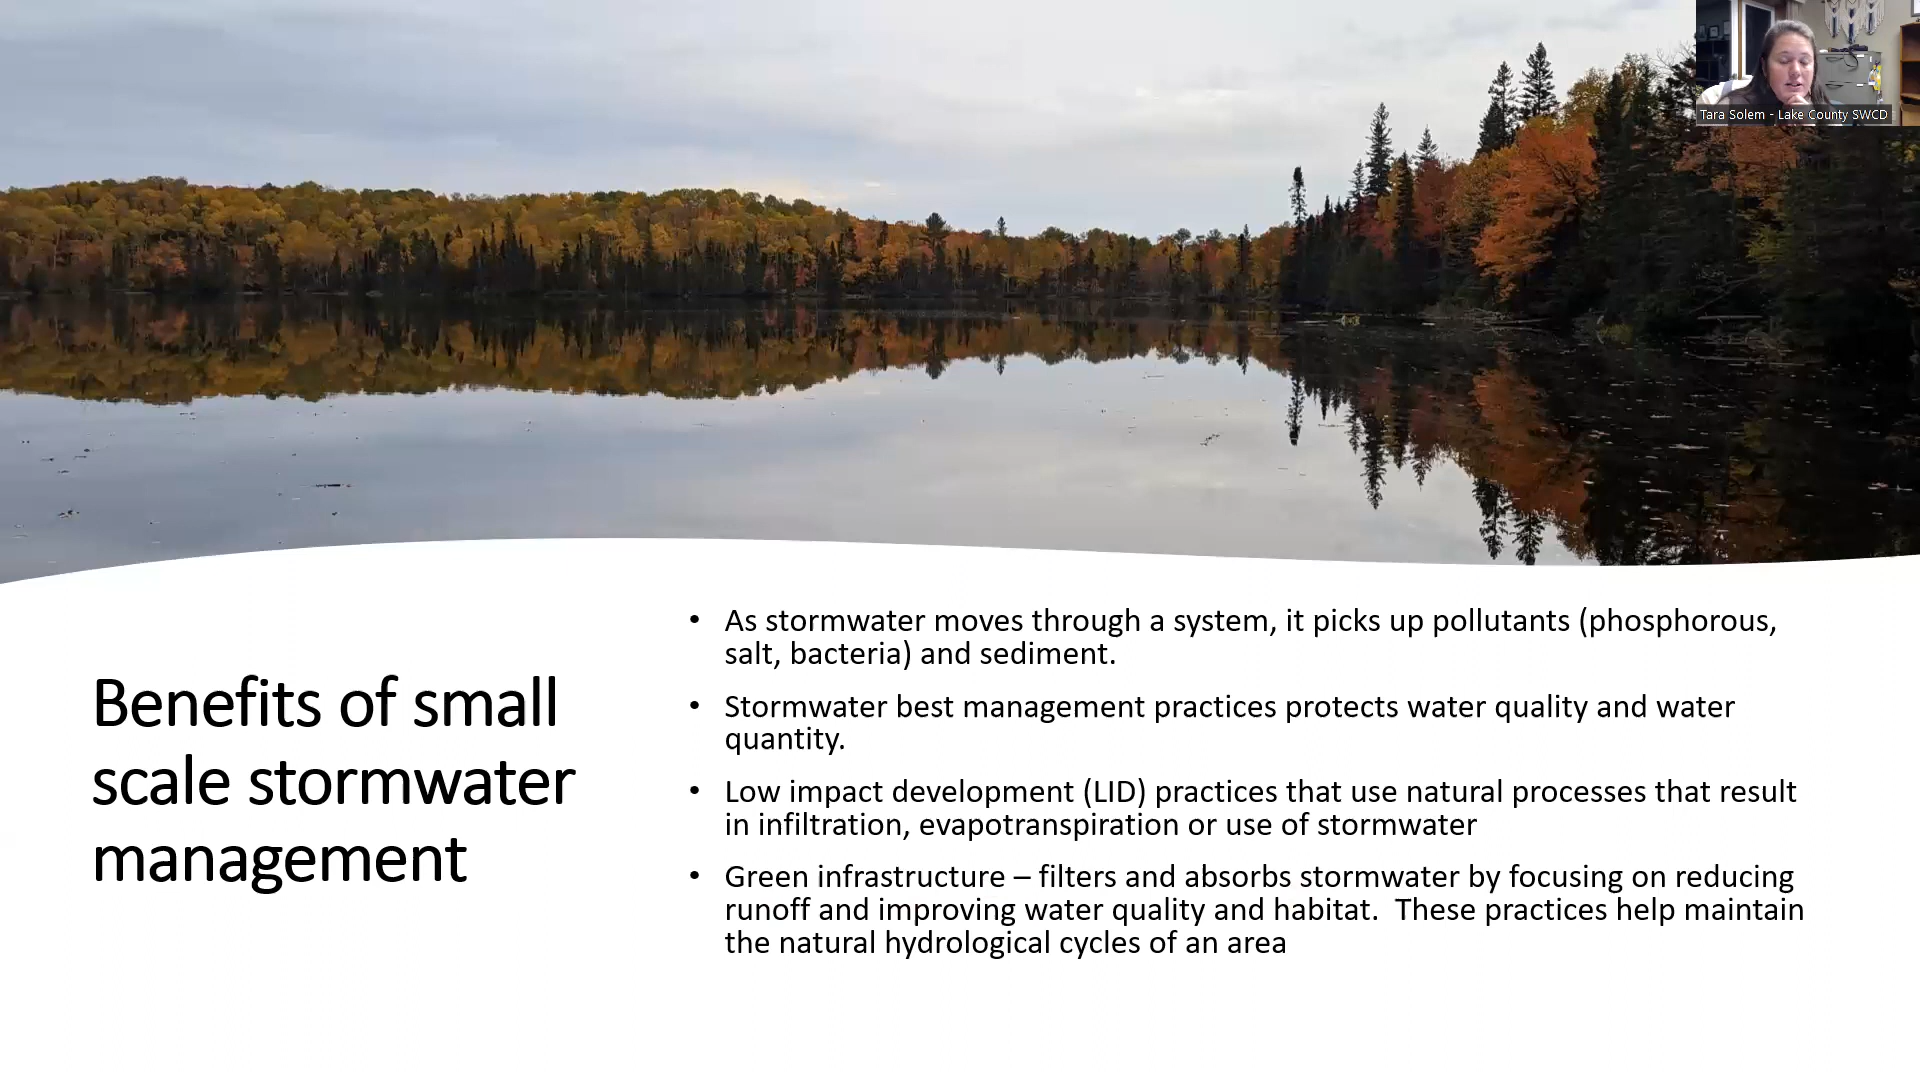 Tara Solem - Lake County SWCD
Benefits of small
scale stormwater
management
• As stormwater moves through a system, it picks up pollutants (phosphorous,
salt, bacteria) and sediment.
• Stormwater best management practices protects water quality and water
quantity.
• Low impact development (LID) practices that use natural processes that result
in infiltration, evapotranspiration or use of stormwater
• Green infrastructure – filters and absorbs stormwater by focusing on reducing
runoff and improving water quality and habitat.  These practices help maintain
the natural hydrological cycles of an area